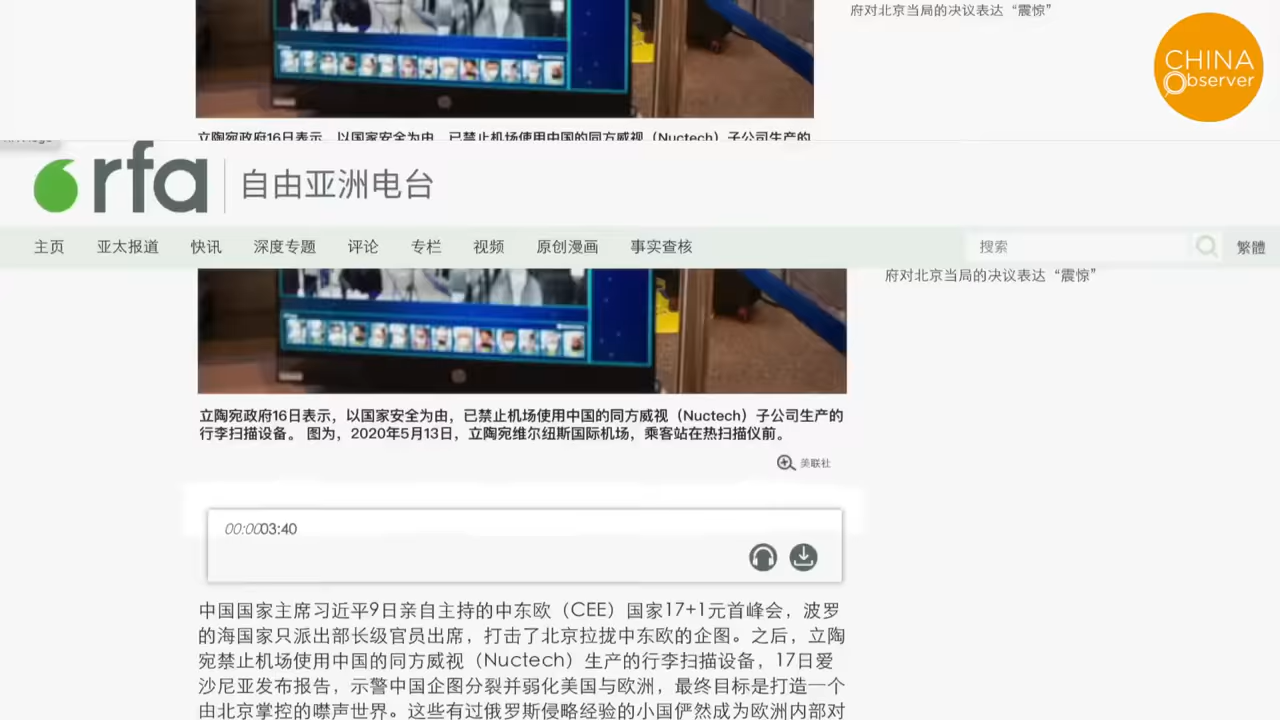 府对北京当局的决议表达“震惊”
CHINA
Observer
立陶宛政府16日表示，以国家安全为由，已禁止机场使用中国的同方威视（Nuctech）子公司生产的
rfa 自由亚洲电台
主页 亚太报道 快讯 深度专题 评论 专栏 视频 原创漫画 事实查核 搜索 繁體
府对北京当局的决议表达“震惊”
立陶宛政府16日表示，以国家安全为由，已禁止机场使用中国的同方威视（Nuctech）子公司生产的
行李扫描设备。 图为，2020年5月13日，立陶宛维尔纽斯国际机场，乘客站在热扫描仪前。
美联社
00:00 03:40
中国国家主席习近平9日亲自主持的中东欧（CEE）国家17+1元首峰会，波罗
的海国家只派出部长级官员出席，打击了北京拉拢中东欧的企图。之后，立陶
宛禁止机场使用中国的同方威视（Nuctech）生产的行李扫描设备，17日爱
沙尼亚发布报告，示警中国企图分裂并弱化美国与欧洲，最终目标是打造一个
由北京掌控的噤声世界。这些有过俄罗斯侵略经验的小国俨然成为欧洲内部对